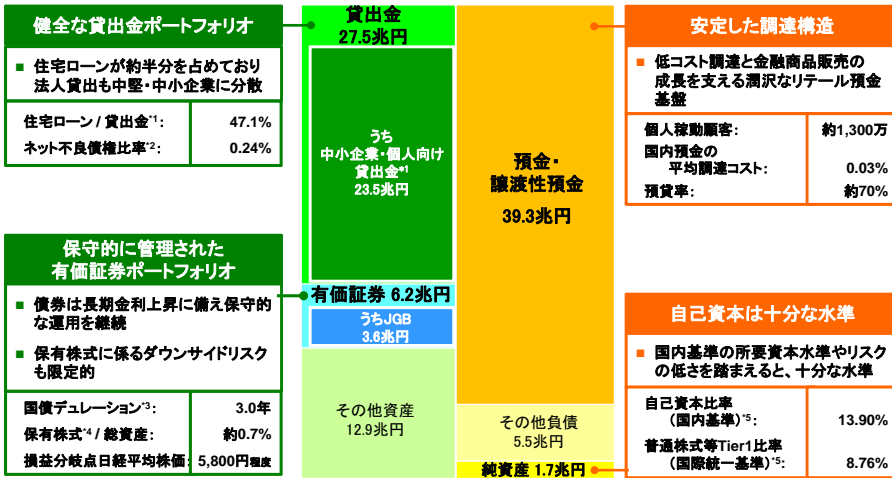 健全な貸出金ポートフォリオ
■ 住宅ローンが約半分を占めており
法人貸出も中堅・中小企業に分散
住宅ローン / 貸出金*1: 47.1%
ネット不良債権比率*2: 0.24%
保守的に管理された
有価証券ポートフォリオ
■ 債券は長期金利上昇に備え保守的
な運用を継続
■ 保有株式に係るダウンサイドリスク
も限定的
国債デュレーション*3: 3.0年
保有株式*4 / 総資産: 約0.7%
損益分岐点日経平均株価: 5,800円程度
貸出金
27.5兆円
うち
中小企業・個人向け
貸出金*1
23.5兆円
有価証券 6.2兆円
うちJGB
3.6兆円
その他資産
12.9兆円
預金・
譲渡性預金
39.3兆円
その他負債
5.5兆円
純資産 1.7兆円
安定した調達構造
■ 低コスト調達と金融商品販売の
成長を支える潤沢なリテール預金
基盤
個人稼動顧客: 約1,300万
国内預金の
平均調達コスト: 0.03%
預貸率: 約70%
自己資本は十分な水準
■ 国内基準の所要資本水準やリスク
の低さを踏まえると、十分な水準
自己資本比率
(国内基準)*5: 13.90%
普通株式等Tier1比率
(国際統一基準)*5: 8.76%